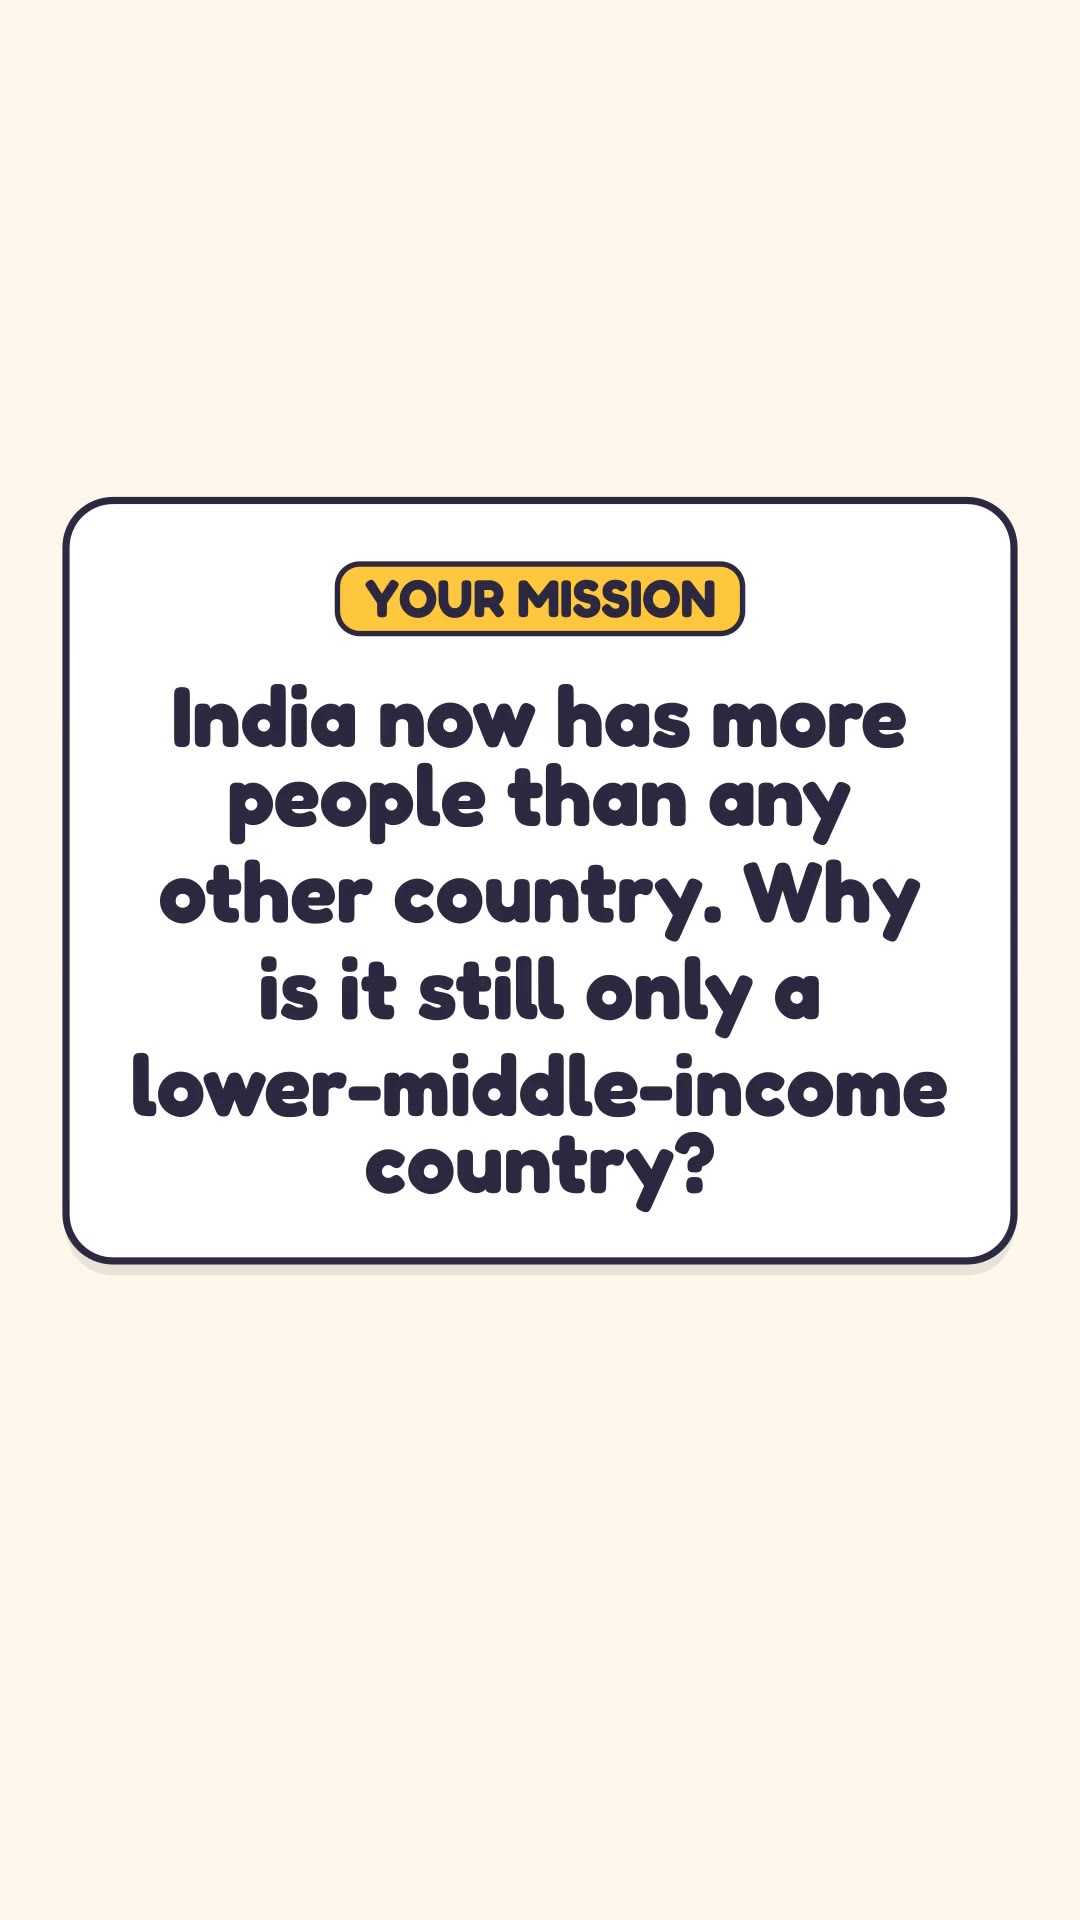 YOUR MISSION
India now has more
people than any
other country. Why
is it still only a
lower-middle-income
country?